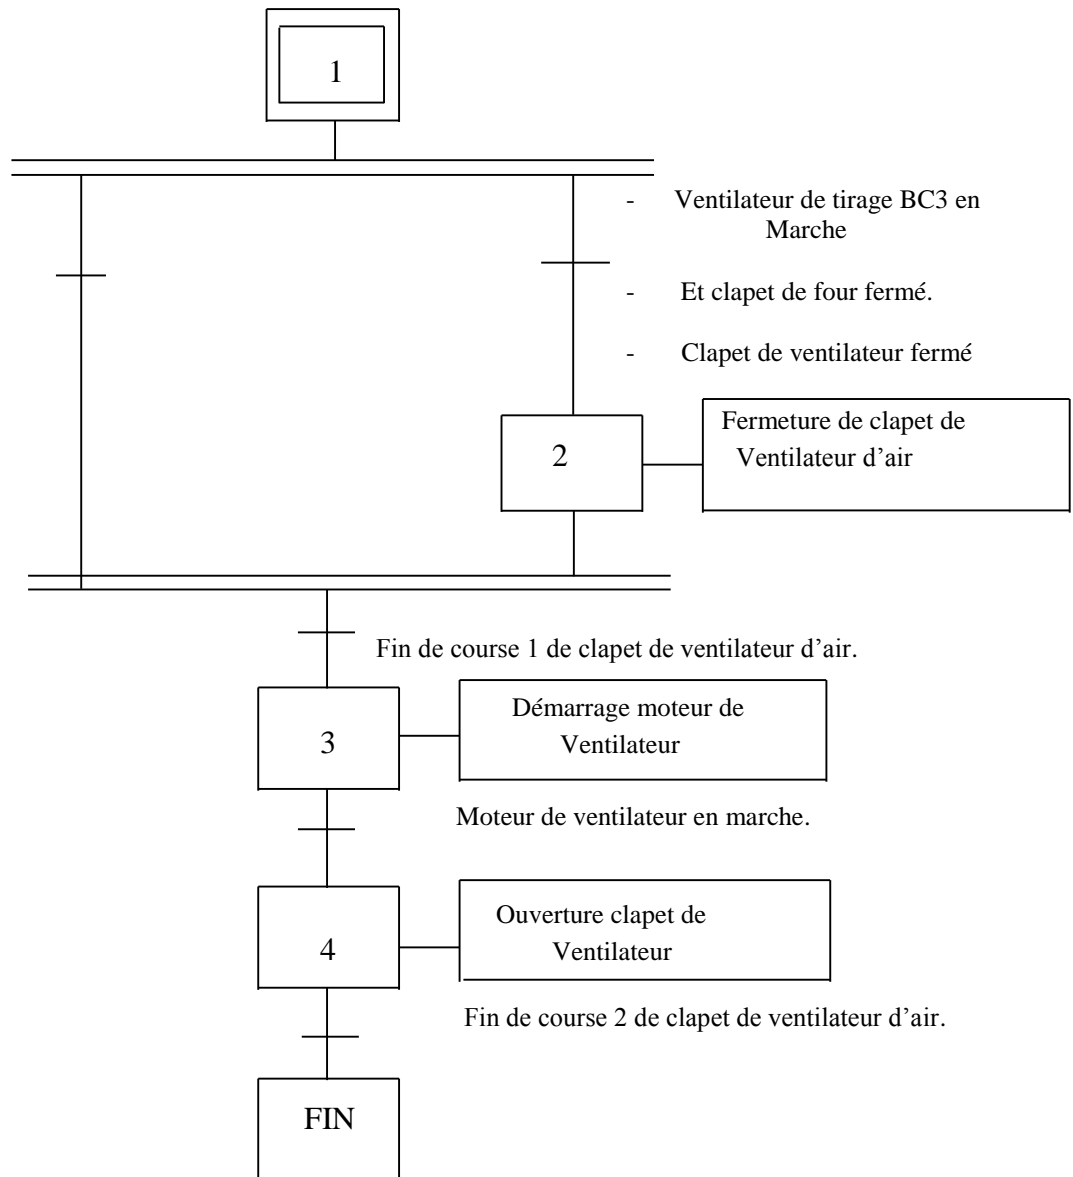 1
- Ventilateur de tirage BC3 en
Marche
- Et clapet de four fermé.
- Clapet de ventilateur fermé
2
Fermeture de clapet de
Ventilateur d’air
Fin de course 1 de clapet de ventilateur d’air.
3
Démarrage moteur de
Ventilateur
Moteur de ventilateur en marche.
4
Ouverture clapet de
Ventilateur
Fin de course 2 de clapet de ventilateur d’air.
FIN